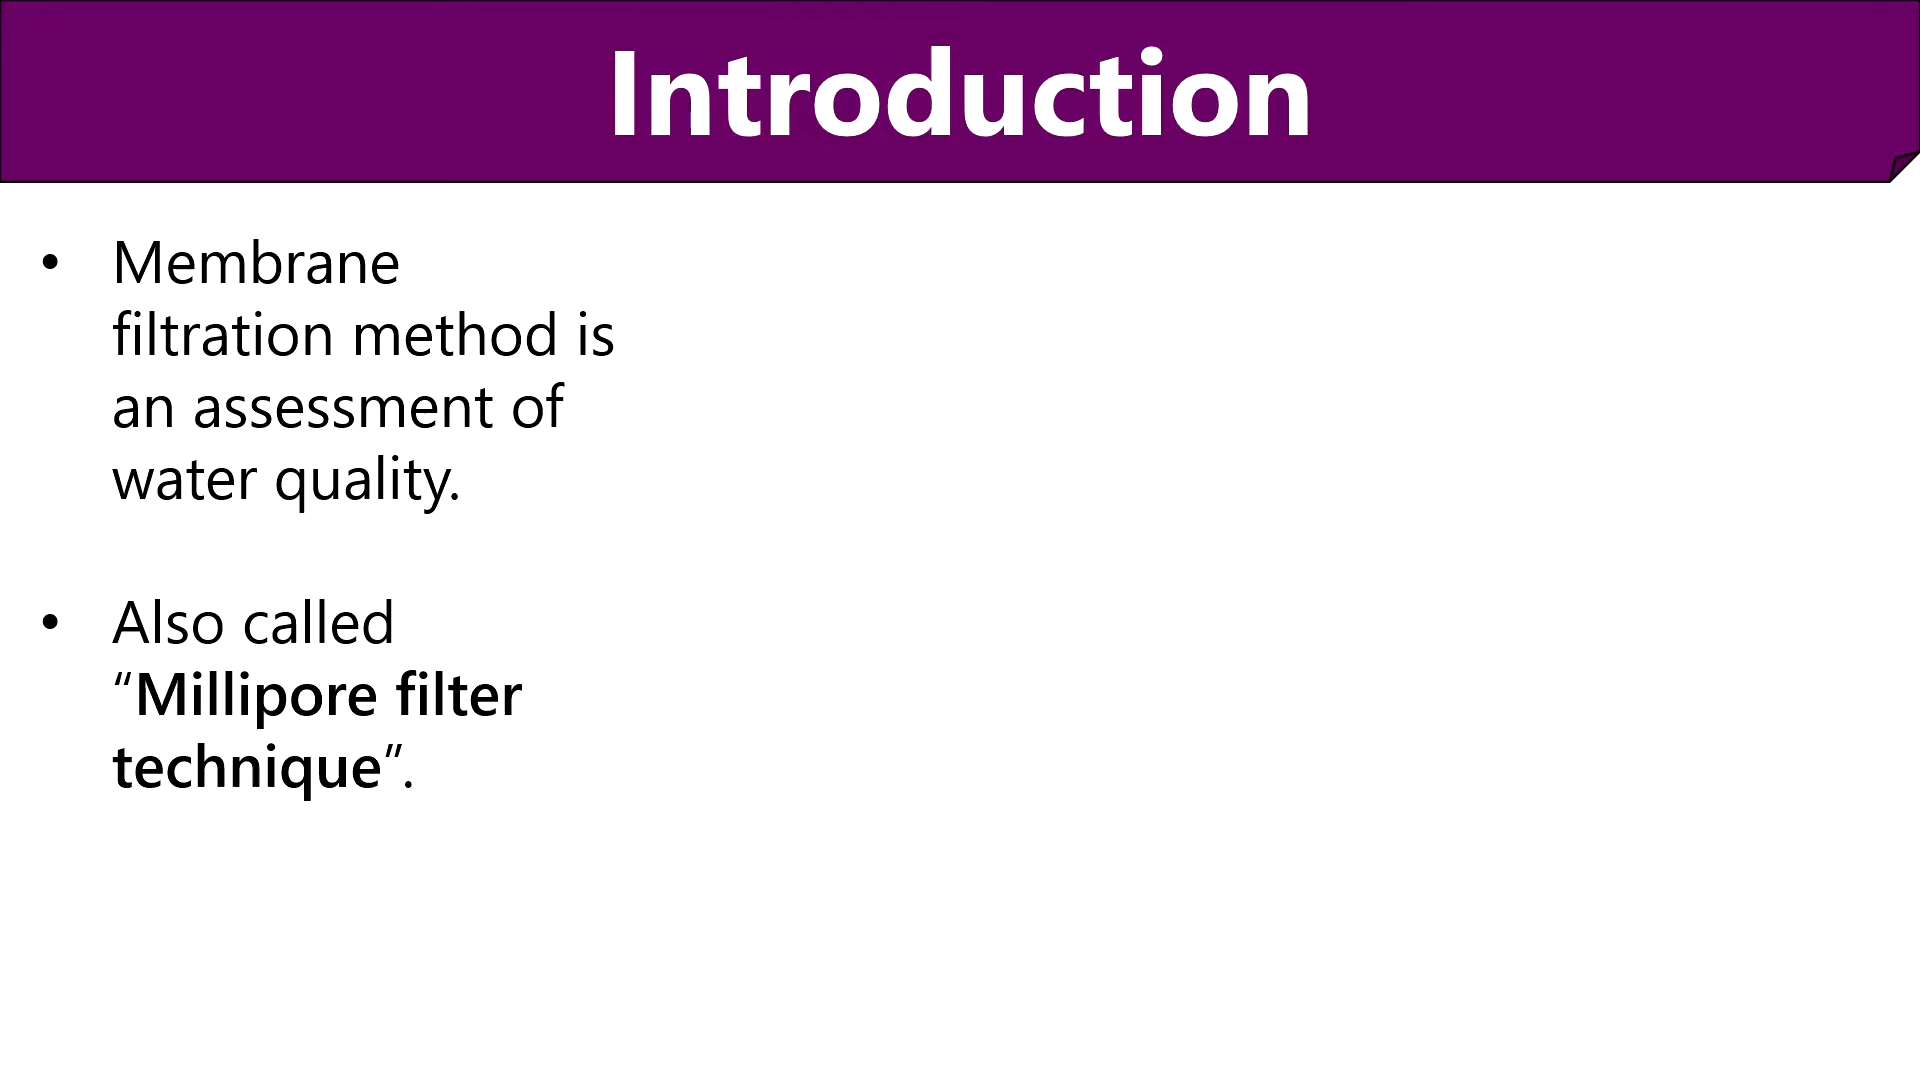 Introduction
• Membrane
filtration method is
an assessment of
water quality.
• Also called
“Millipore filter
technique”.